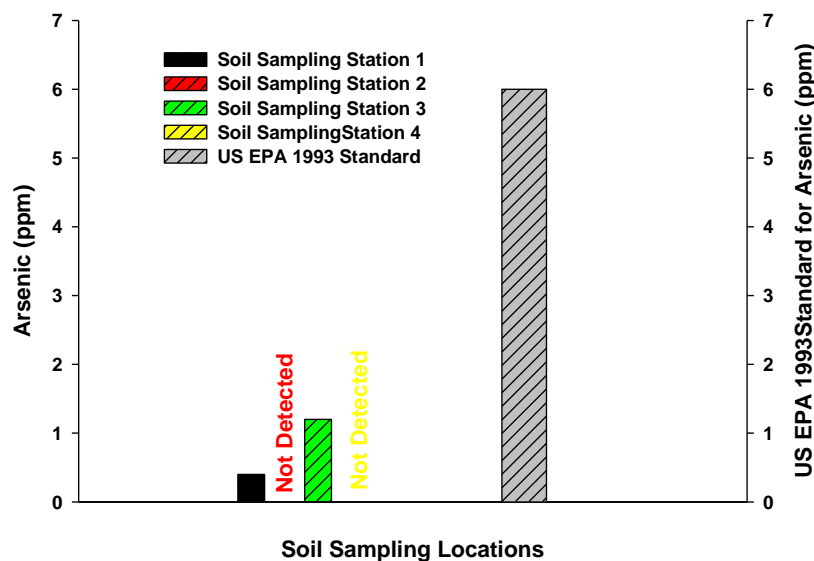 7
6
5
4
3
2
1
0
Arsenic (ppm)
Soil Sampling Station 1
Soil Sampling Station 2
Soil Sampling Station 3
Soil SamplingStation 4
US EPA 1993 Standard
Not Detected
Not Detected
7
6
5
4
3
2
1
0
US EPA 1993Standard for Arsenic (ppm)
Soil Sampling Locations